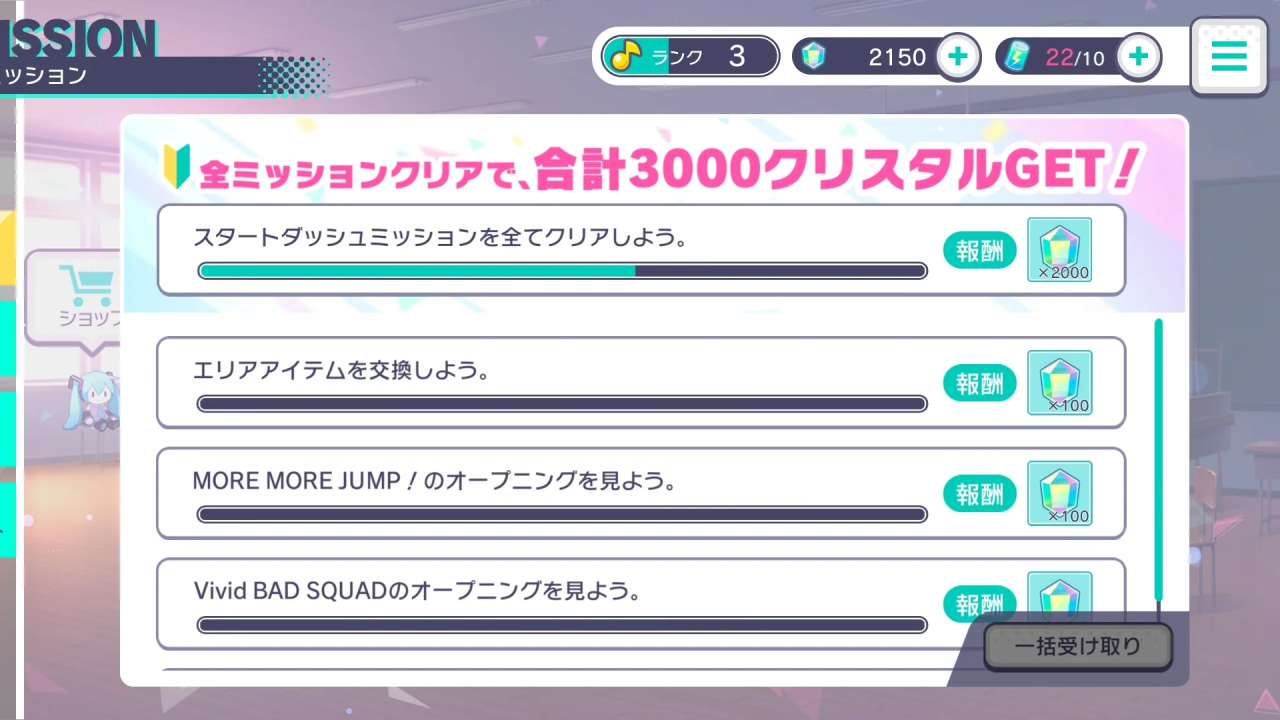 ISSION
ッション
ランク 3
2150
22/10
全ミッションクリアで、合計3000クリスタルGET!
スタートダッシュミッションを全てクリアしよう。
報酬
×2000
ショップ
エリアアイテムを交換しよう。
報酬
×100
MORE MORE JUMP!のオープニングを見よう。
報酬
×100
Vivid BAD SQUADのオープニングを見よう。
報酬
一括受け取り